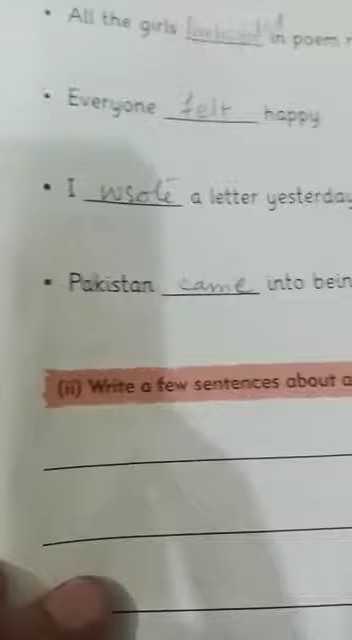 • All the girls in poem
• Everyone felt happy
• I wrote a letter yesterday
• Pakistan came into bein
(ii) Write a few sentences about a